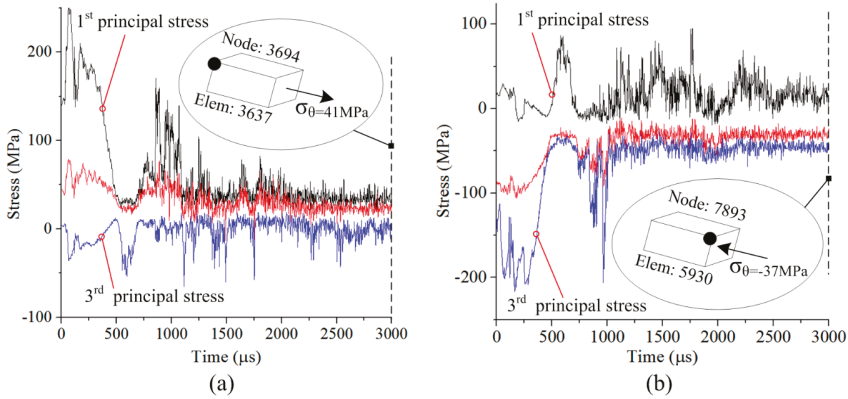 (a)
1st principal stress
Node: 3694
Elem: 3637
σθ=41MPa
3rd principal stress
Stress (MPa)
200
100
0
-100
0 500 1000 1500 2000 2500 3000
Time (μs)
(a)
(b)
1st principal stress
Node: 7893
Elem: 5930
σθ=-37MPa
3rd principal stress
Stress (MPa)
100
0
-100
-200
0 500 1000 1500 2000 2500 3000
Time (μs)
(b)